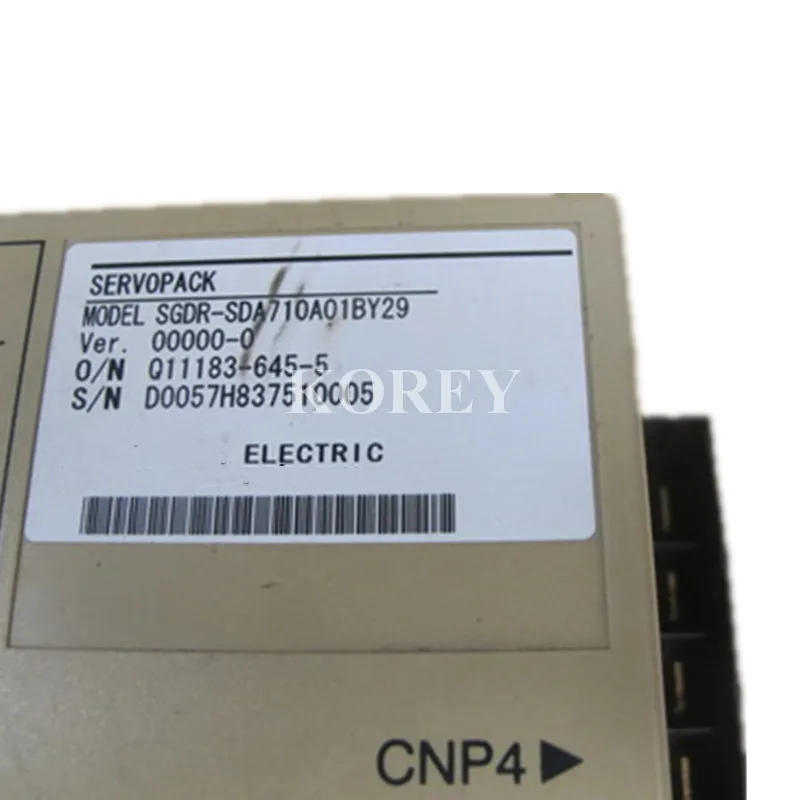 SERVOPACK
MODEL SGDR-SDA710A01BY29
Ver. 00000-0
O/N Q11183-645-5
S/N D0057H837510005
KOREY
ELECTRIC
CNP4 ▶